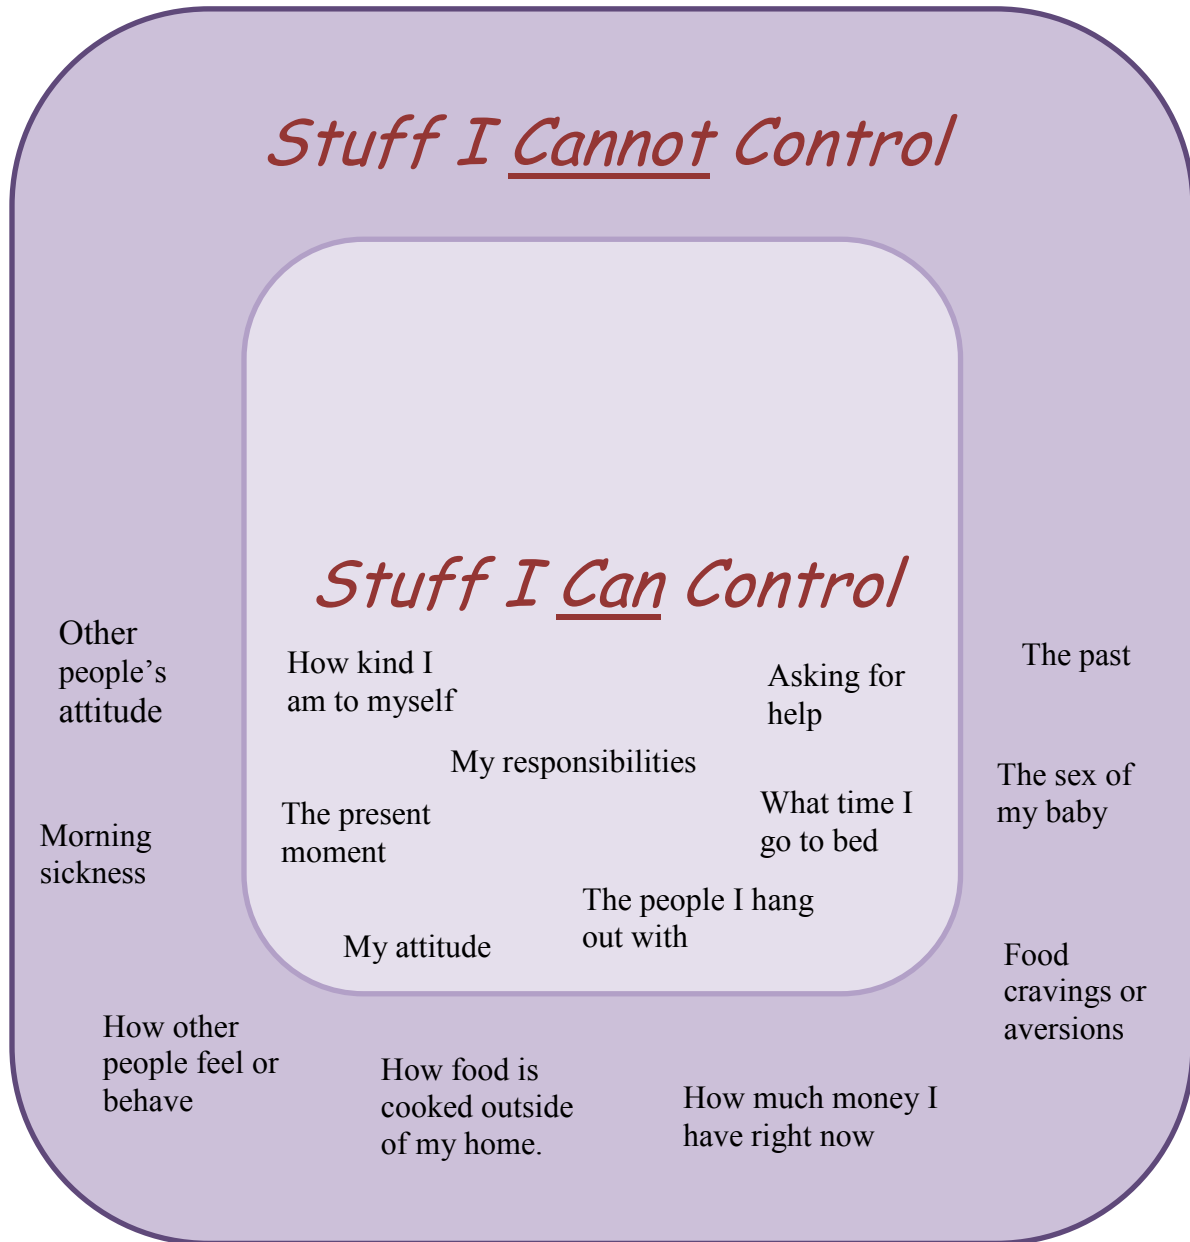 Stuff I Cannot Control
Stuff I Can Control
Other
people’s
attitude
How kind I
am to myself
Asking for
help
The past
My responsibilities
The present
moment
What time I
go to bed
The sex of
my baby
Morning
sickness
The people I hang
out with
My attitude
Food
cravings or
aversions
How other
people feel or
behave
How food is
cooked outside
of my home.
How much money I
have right now